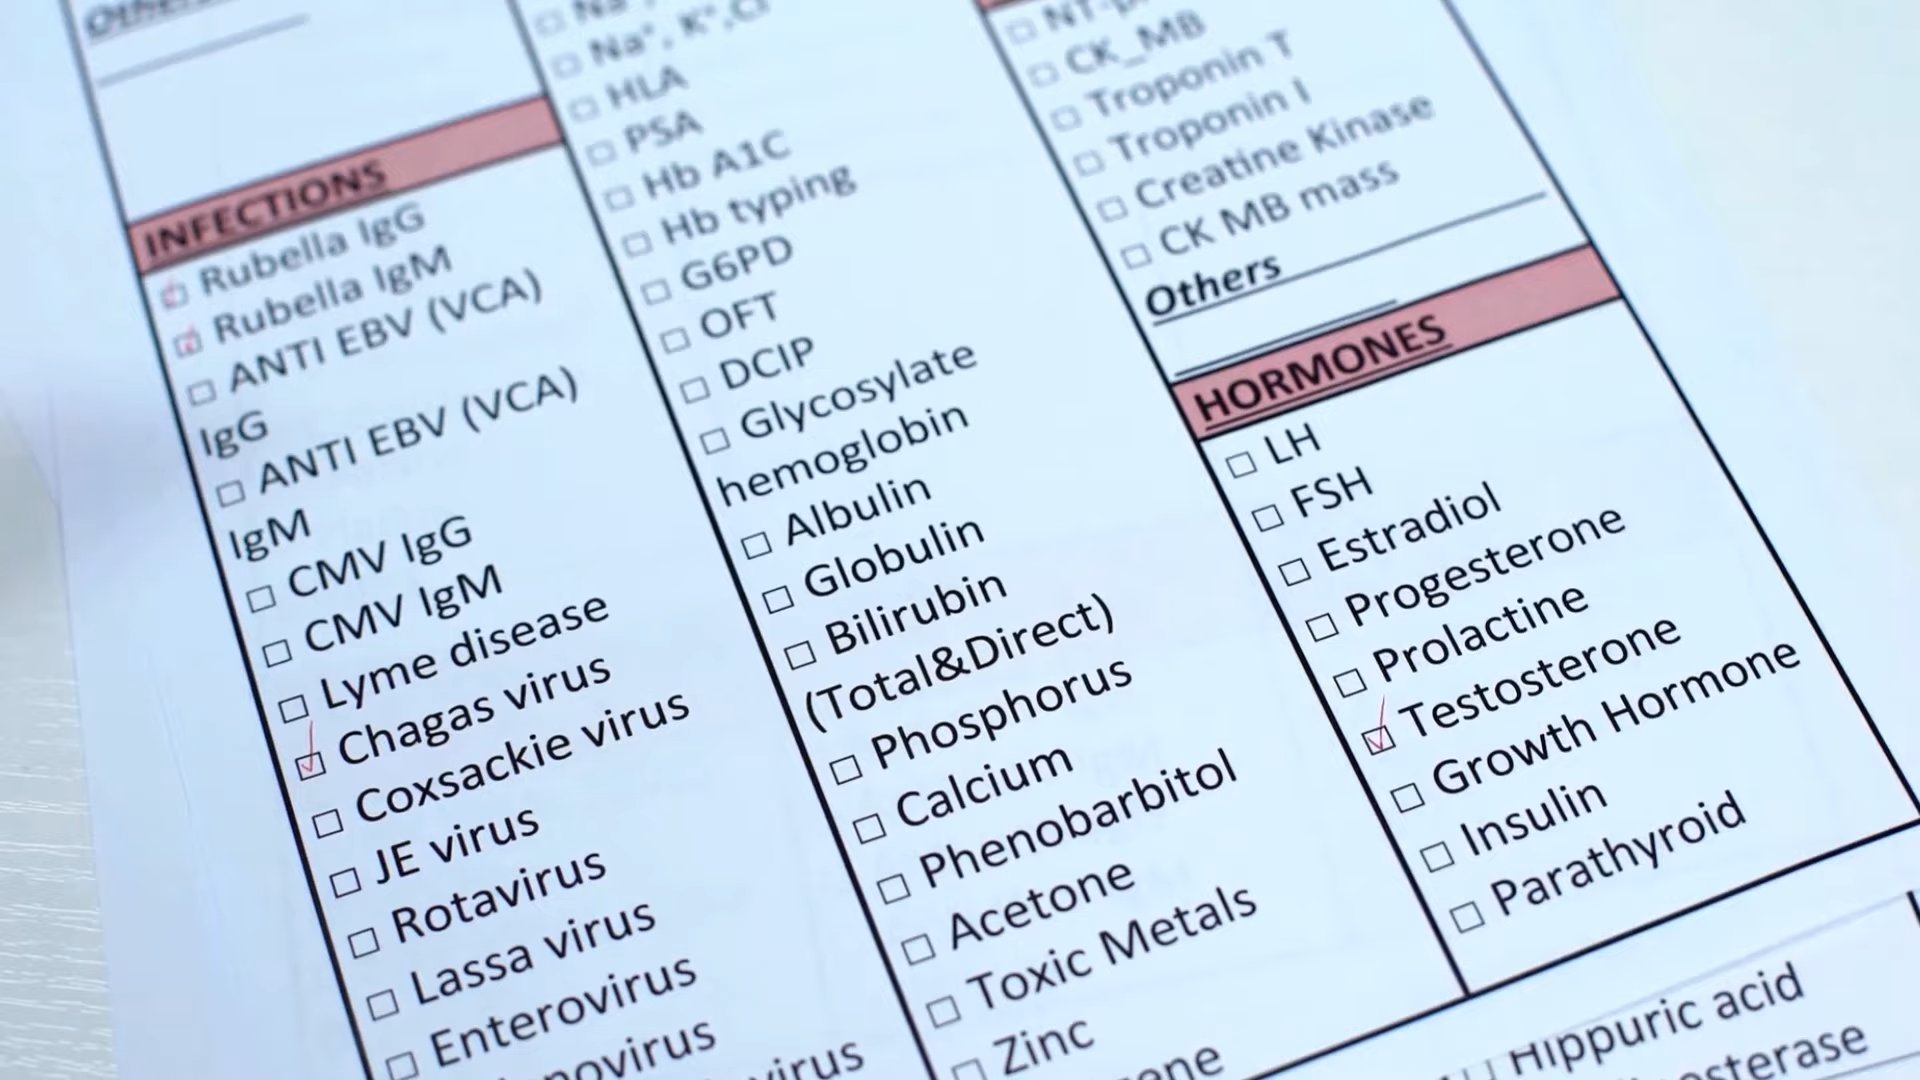 Others
INFECTIONS
Rubella IgG
Rubella IgM
ANTI EBV (VCA)
IgG
ANTI EBV (VCA)
IgM
CMV IgG
CMV IgM
Lyme disease
Chagas virus
Coxsackie virus
JE virus
Rotavirus
Lassa virus
Enterovirus
Na⁺, K⁺, Cl
HLA
PSA
Hb A1C
Hb typing
G6PD
OFT
DCIP
Glycosylate
hemoglobin
Albulin
Globulin
Bilirubin
(Total&Direct)
Phosphorus
Calcium
Phenobarbitol
Acetone
Toxic Metals
Zinc
CK_MB
Troponin T
Troponin I
Creatine Kinase
CK MB mass
Others
HORMONES
LH
FSH
Estradiol
Progesterone
Prolactine
Testosterone
Growth Hormone
Insulin
Parathyroid
Hippuric acid